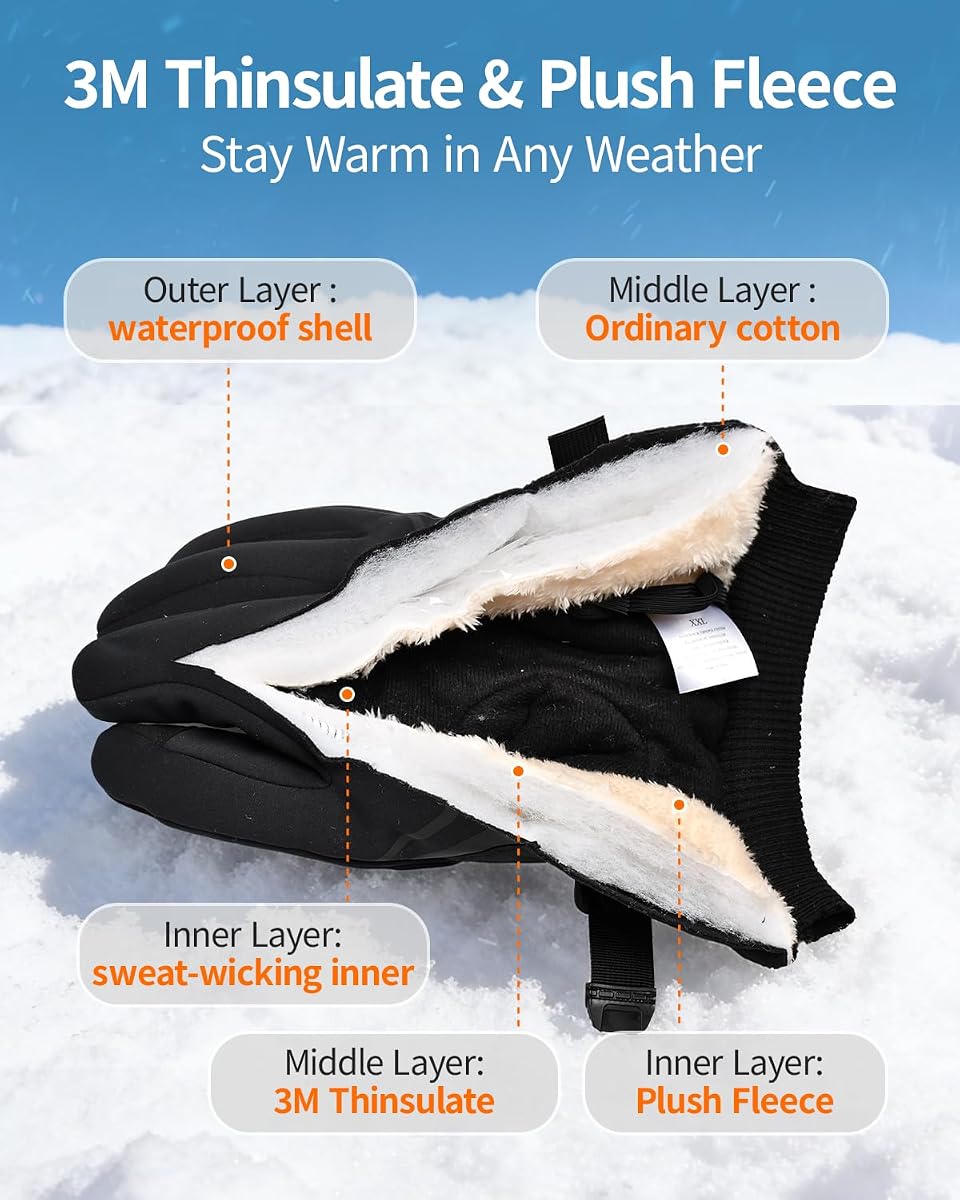 3M Thinsulate & Plush Fleece
Stay Warm in Any Weather
Outer Layer :
waterproof shell
Middle Layer :
Ordinary cotton
XXL
Inner Layer:
sweat-wicking inner
Middle Layer:
3M Thinsulate
Inner Layer:
Plush Fleece